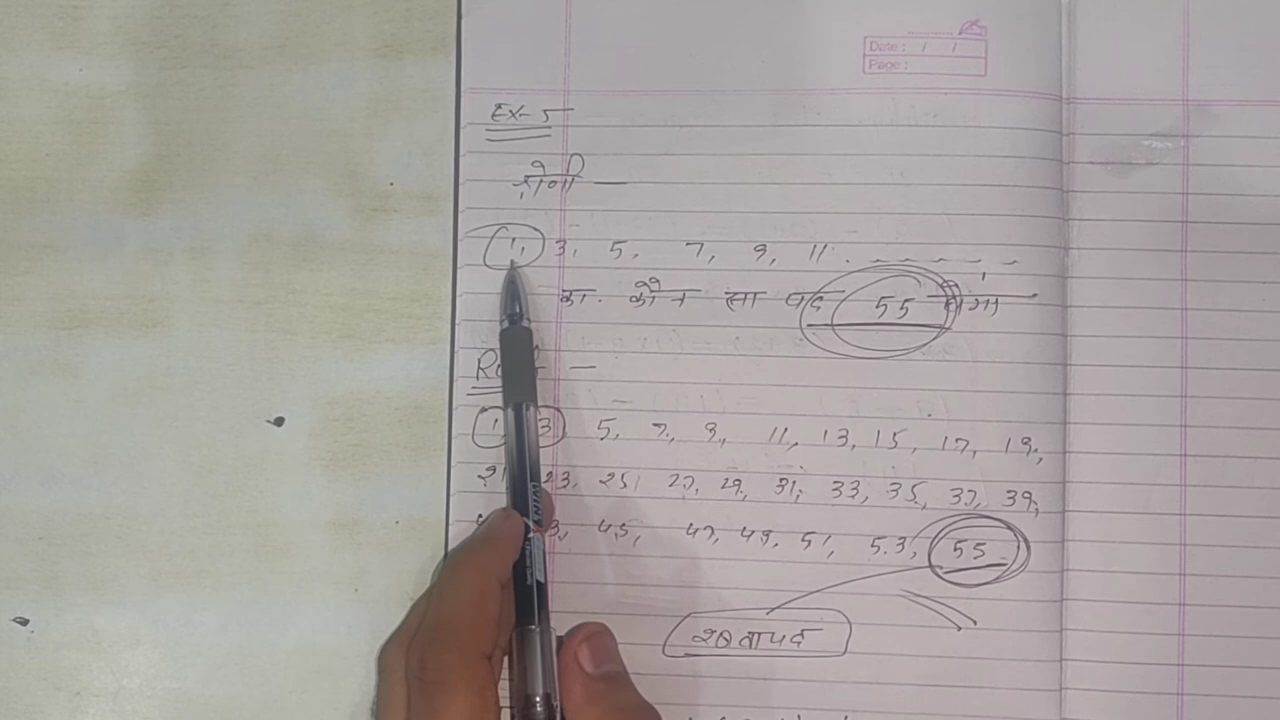 Date : / /
Page :
Ex-5
श्रेणी —
1, 3, 5, 7, 9, 11. - - - - -
का. कौन सा पद 55 होगा
1, 3, 5, 7, 9, 11, 13, 15, 17, 19,
21 23, 25, 27, 29, 31, 33, 35, 37, 39,
45, 47, 49, 51, 53, 55
28 वा पद